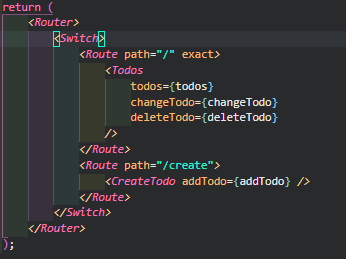 return (
    <Router>
        <Switch>
            <Route path="/" exact>
                <Todos
                    todos={todos}
                    changeTodo={changeTodo}
                    deleteTodo={deleteTodo}
                />
            </Route>
            <Route path="/create">
                <CreateTodo addTodo={addTodo} />
            </Route>
        </Switch>
    </Router>
);